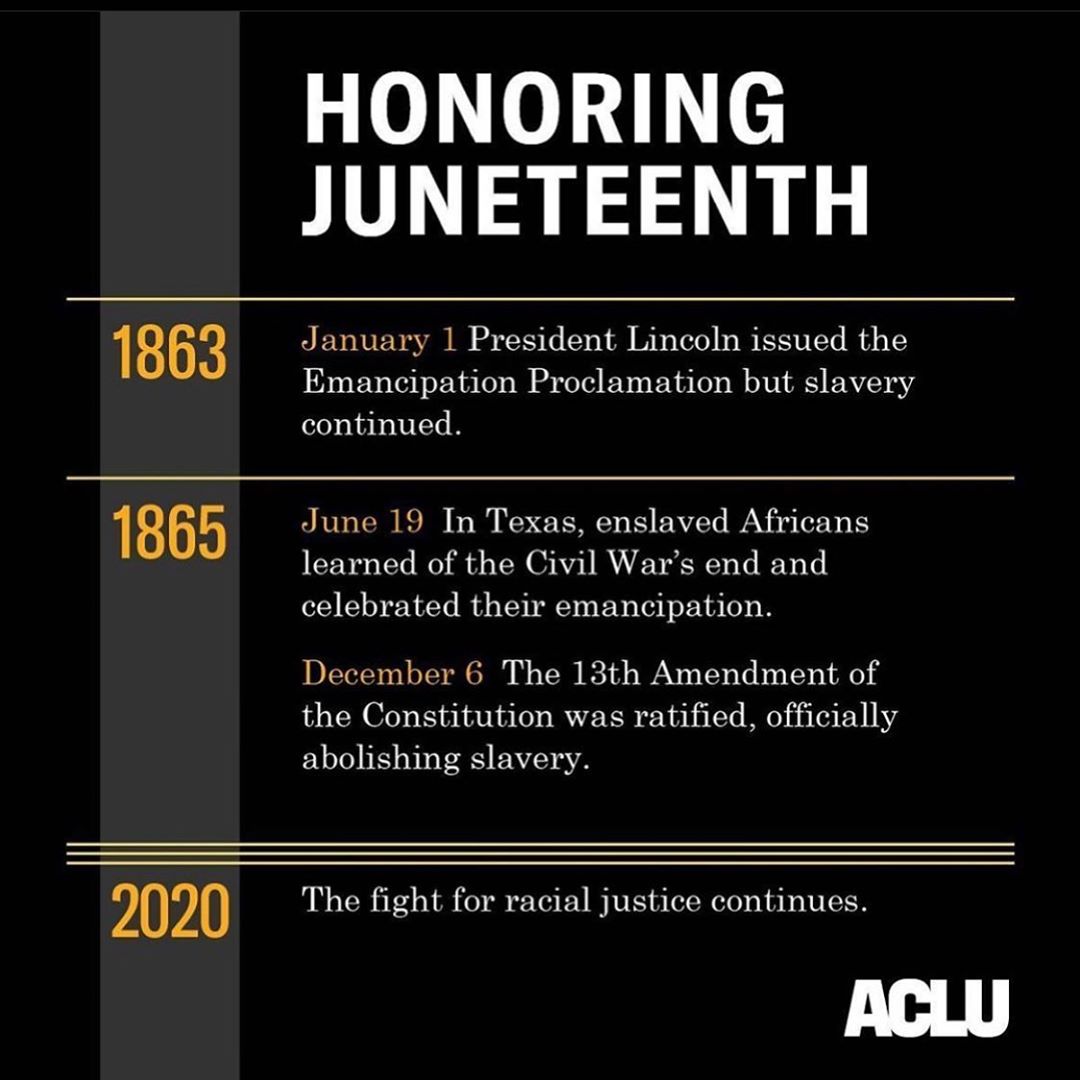 HONORING
JUNETEENTH
1863
January 1 President Lincoln issued the
Emancipation Proclamation but slavery
continued.
1865
June 19 In Texas, enslaved Africans
learned of the Civil War’s end and
celebrated their emancipation.
December 6 The 13th Amendment of
the Constitution was ratified, officially
abolishing slavery.
2020
The fight for racial justice continues.
ACLU